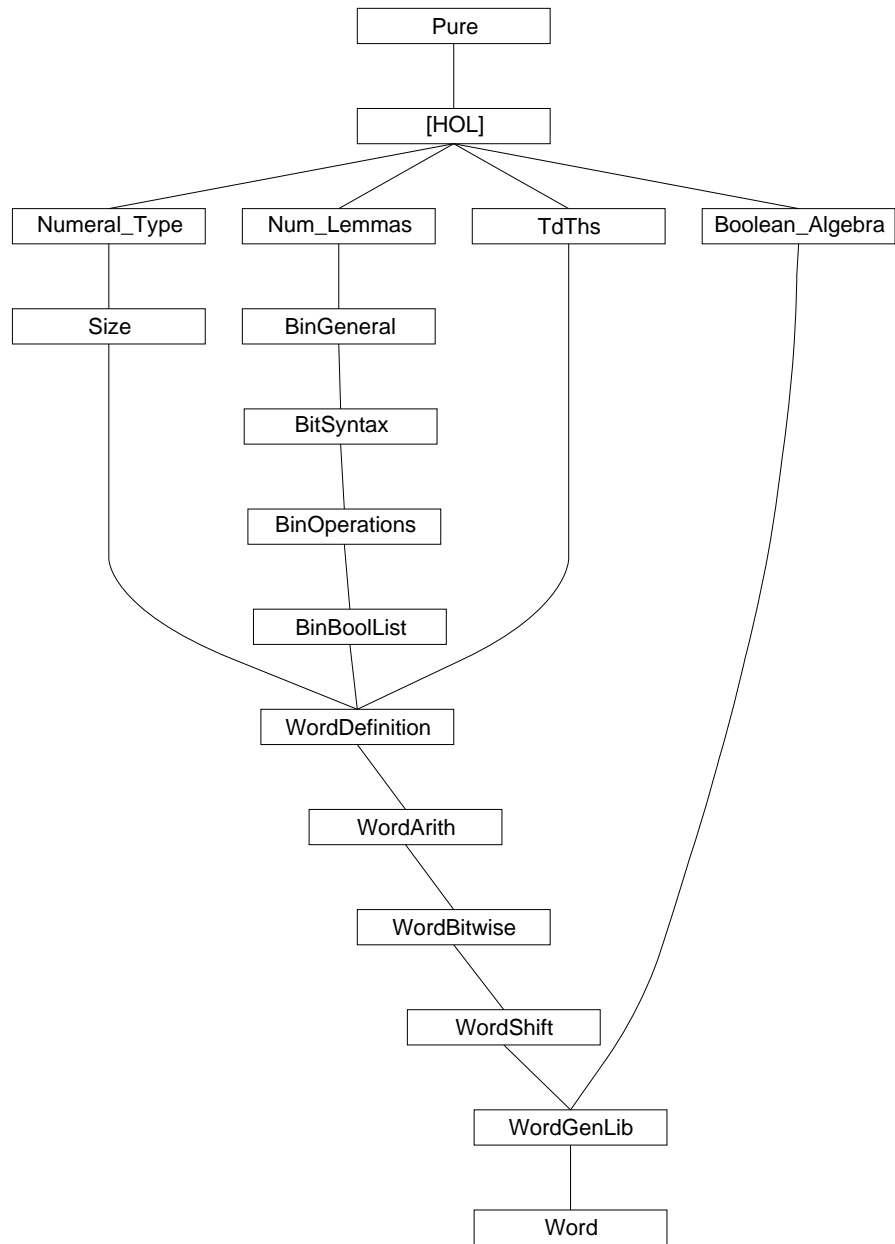 Pure
[HOL]
Numeral_Type
Num_Lemmas
TdThs
Boolean_Algebra
Size
BinGeneral
BitSyntax
BinOperations
BinBoolList
WordDefinition
WordArith
WordBitwise
WordShift
WordGenLib
Word